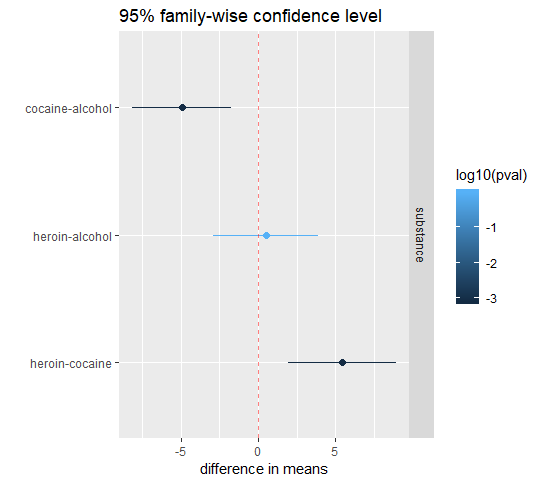 95% family-wise confidence level
cocaine-alcohol
heroin-alcohol
heroin-cocaine
substance
-5
0
5
difference in means
log10(pval)
-1
-2
-3